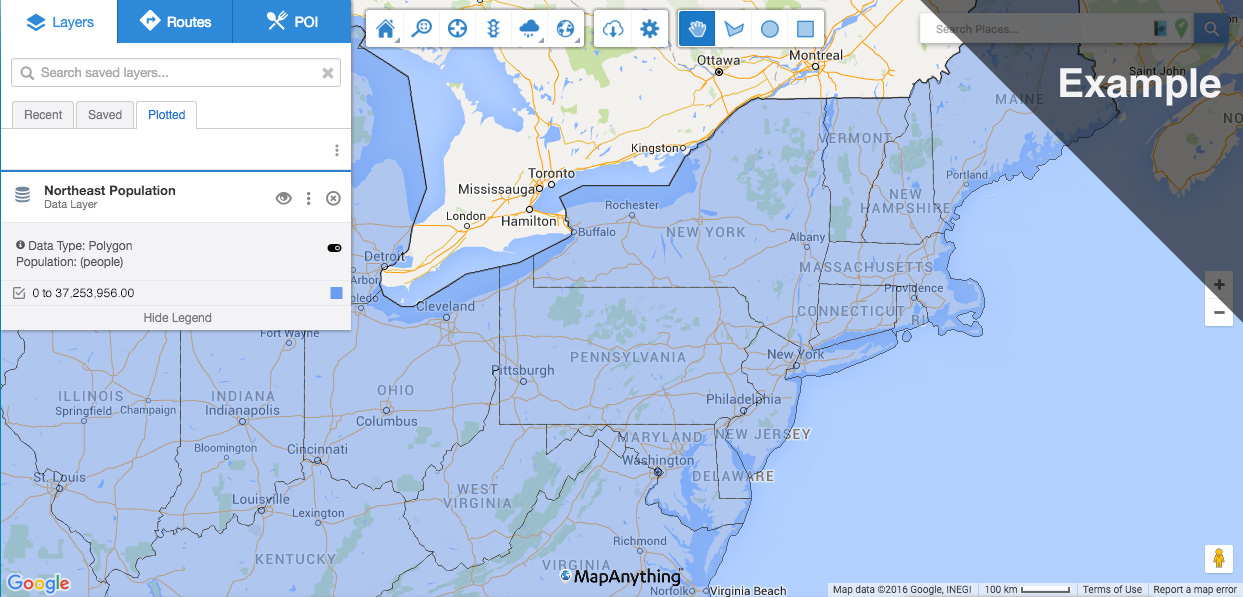 Layers
Routes
POI
Search Places...
Example
Search saved layers...
Recent
Saved
Plotted
Northeast Population
Data Layer
Data Type: Polygon
Population: (people)
0 to 37,253,956.00
Hide Legend
Ottawa
Montreal
Saint John
MAINE
NO
VERMONT
Kingston
Toronto
Mississauga
Portland
NEW
HAMPSHIRE
London
Hamilton
Rochester
Buffalo
NEW YORK
Albany
Detroit
Arbor
MASSACHUSETTS
Providence
ledo
Cleveland
CONNECTICUT
RI
Fort Wayne
PENNSYLVANIA
New York
Pittsburgh
ILLINOIS
Springfield
Champaign
INDIANA
Indianapolis
OHIO
Columbus
Philadelphia
MARYLAND
NEW JERSEY
Bloomington
Cincinnati
Washington
DELAWARE
St. Louis
Louisville
Lexington
WEST
VIRGINIA
Richmond
KENTUCKY
VIRGINIA
MapAnything
Norfolk
Virginia Beach
Google
Map data ©2016 Google, INEGI
100 km
Terms of Use
Report a map error